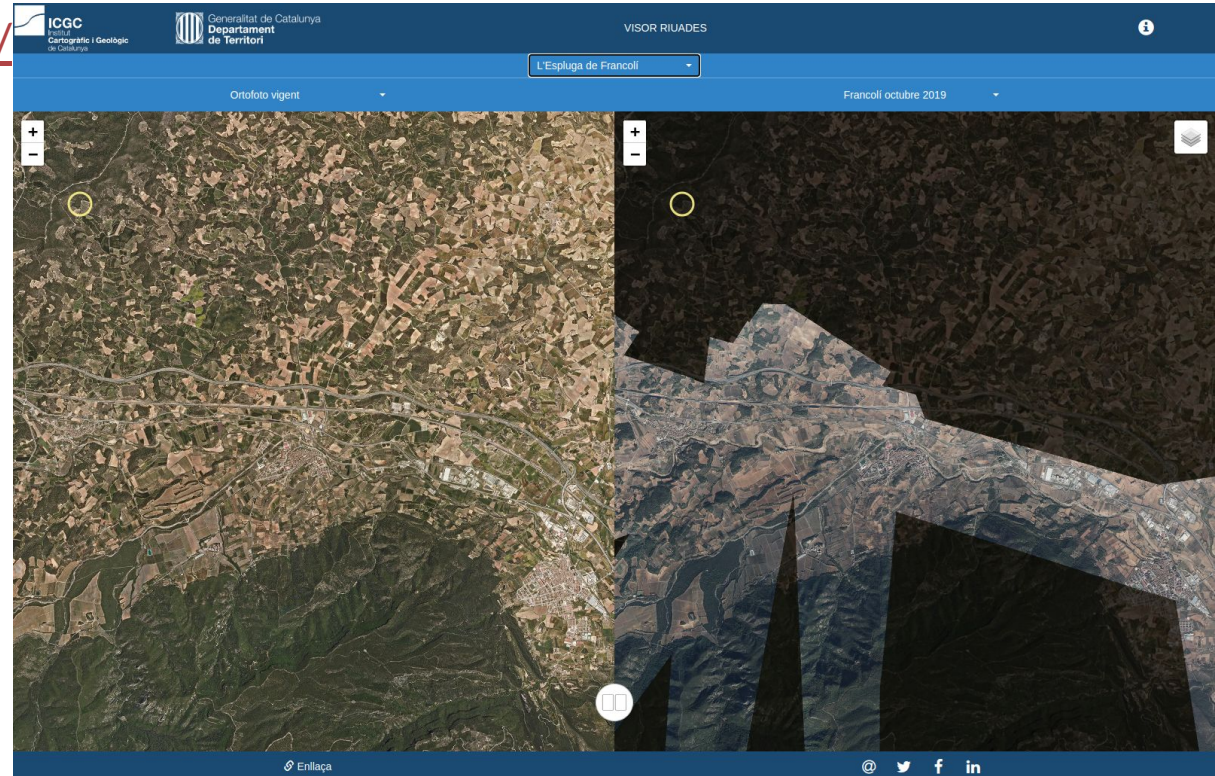 ICGC
Institut
Cartogràfic i Geològic
de Catalunya
Generalitat de Catalunya
Departament
de Territori
VISOR RIUADES
L'Espluga de Francolí
Ortofoto vigent
Francolí octubre 2019
+
−
+
−
Enllaça
@
f
in